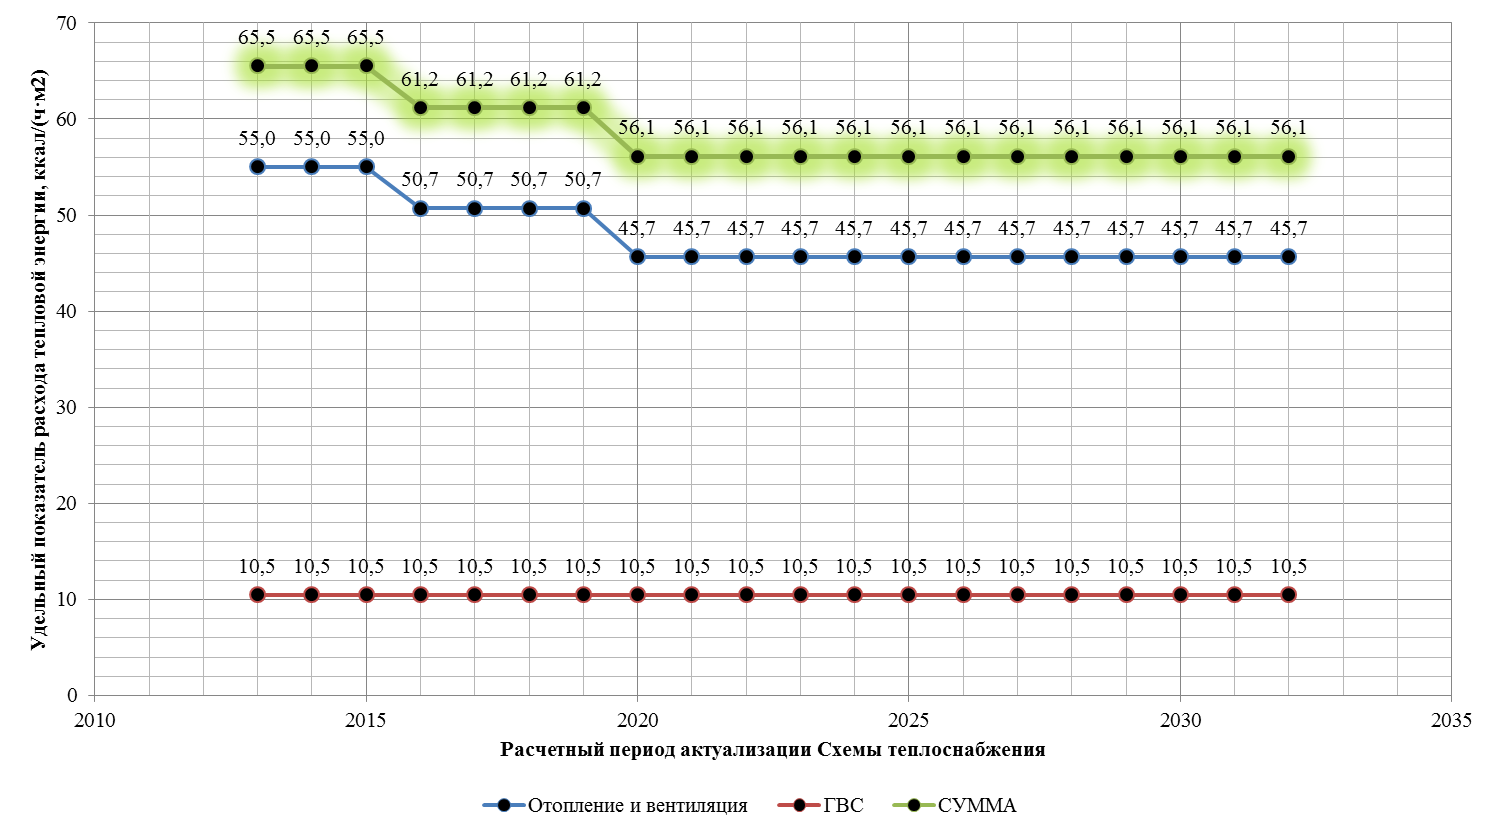 Удельный показатель расхода тепловой энергии, ккал/(ч·м2)
70
60
50
40
30
20
10
0
65,5 65,5 65,5 61,2 61,2 61,2 61,2 56,1 56,1 56,1 56,1 56,1 56,1 56,1 56,1 56,1 56,1 56,1 56,1 56,1
55,0 55,0 55,0 50,7 50,7 50,7 50,7 45,7 45,7 45,7 45,7 45,7 45,7 45,7 45,7 45,7 45,7 45,7 45,7 45,7
10,5 10,5 10,5 10,5 10,5 10,5 10,5 10,5 10,5 10,5 10,5 10,5 10,5 10,5 10,5 10,5 10,5 10,5 10,5 10,5
2010 2015 2020 2025 2030 2035
Расчетный период актуализации Схемы теплоснабжения
Отопление и вентиляция ГВС СУММА